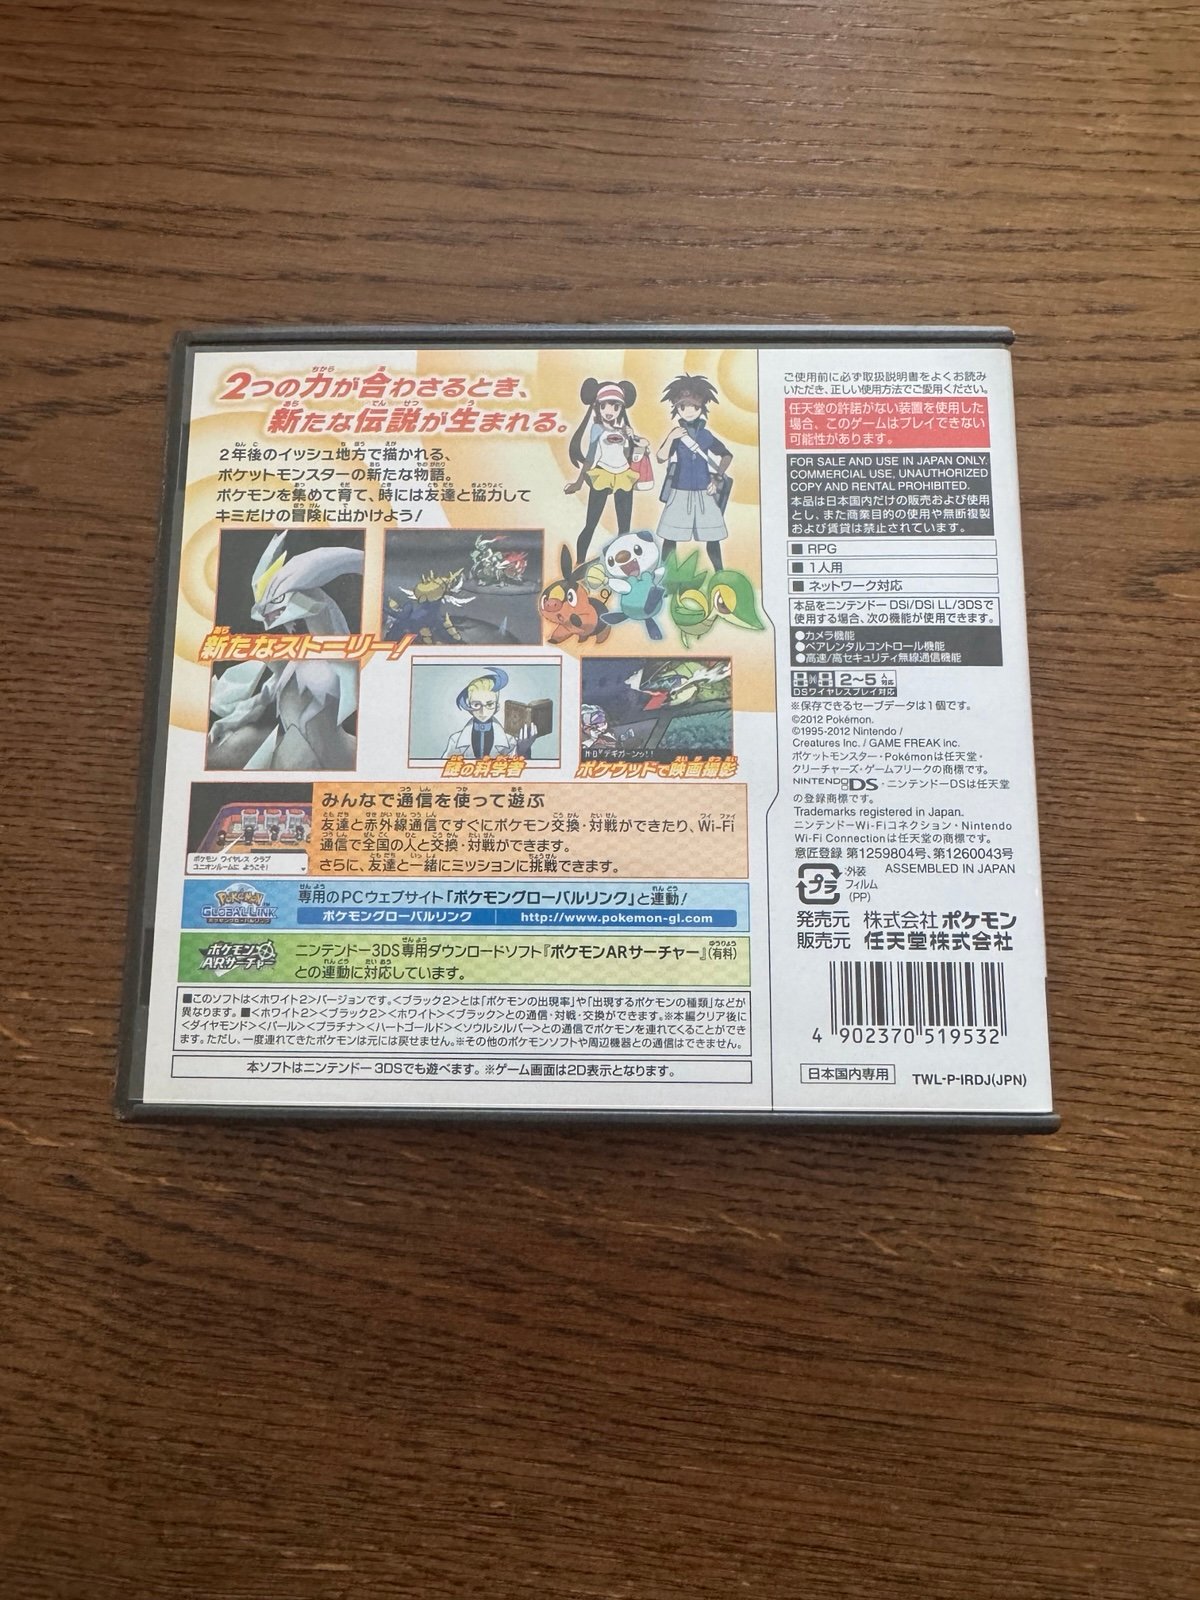 2つの力が合わさるとき、
新たな伝説が生まれる。
2年後のイッシュ地方で描かれる、
ポケットモンスターの新たな物語。
ポケモンを集めて育て、時には友達と協力して
キミだけの冒険に出かけよう!
新たなストーリー!
謎の科学者
ポケウッドで映画撮影
みんなで通信を使って遊ぶ
友達と赤外線通信ですぐにポケモン交換・対戦ができたり、Wi-Fi
通信で全国の人と交換・対戦ができます。
さらに、友達と一緒にミッションに挑戦できます。
ポケモン ワイヤレス クラブ
ユニオンルームに ようこそ!
POKÉMON
GLOBAL LINK
ポケモングローバルリンク
専用のPCウェブサイト「ポケモングローバルリンク」と連動!
ポケモングローバルリンク http://www.pokemon-gl.com
ポケモン
ARサーチャー
ニンテンドー3DS専用ダウンロードソフト『ポケモンARサーチャー』(有料)
との連動に対応しています。
■このソフトは<ホワイト2>バージョンです。<ブラック2>とは「ポケモンの出現率」や「出現するポケモンの種類」などが
異なります。■<ホワイト2><ブラック2><ホワイト><ブラック>との通信・対戦・交換ができます。※本編クリア後に
<ダイヤモンド><パール><プラチナ><ハートゴールド><ソウルシルバー>との通信でポケモンを連れてくることができ
ます。ただし、一度連れてきたポケモンは元には戻せません。※その他のポケモンソフトや周辺機器との通信はできません。
本ソフトはニンテンドー3DSでも遊べます。※ゲーム画面は2D表示となります。
ご使用前に必ず取扱説明書をよくお読み
いただき、正しい使用方法でご愛用ください。
任天堂の許諾がない装置を使用した
場合、このゲームはプレイできない
可能性があります。
FOR SALE AND USE IN JAPAN ONLY.
COMMERCIAL USE, UNAUTHORIZED
COPY AND RENTAL PROHIBITED.
本品は日本国内だけの販売および使用
とし、また商業目的の使用や無断複製
および賃貸は禁止されています。
■ RPG
■ 1人用
■ ネットワーク対応
本品をニンテンドーDSi/DSi LL/3DSで
使用する場合、次の機能が使用できます。
●カメラ機能
●ペアレンタルコントロール機能
●高速/高セキュリティ無線通信機能
2~5人対応
DSワイヤレスプレイ対応
※保存できるセーブデータは1個です。
©2012 Pokémon.
©1995-2012 Nintendo /
Creatures Inc. / GAME FREAK inc.
ポケットモンスター・Pokémonは任天堂・
クリーチャーズ・ゲームフリークの商標です。
NINTENDO DS・ニンテンドーDSは任天堂
の登録商標です。
Trademarks registered in Japan.
ニンテンドーWi-Fiコネクション・Nintendo
Wi-Fi Connectionは任天堂の商標です。
意匠登録 第1259804号、第1260043号
プラ
:外装
フィルム
(PP)
ASSEMBLED IN JAPAN
発売元 株式会社ポケモン
販売元 任天堂株式会社
4 902370 519532
日本国内専用
TWL-P-IRDJ(JPN)